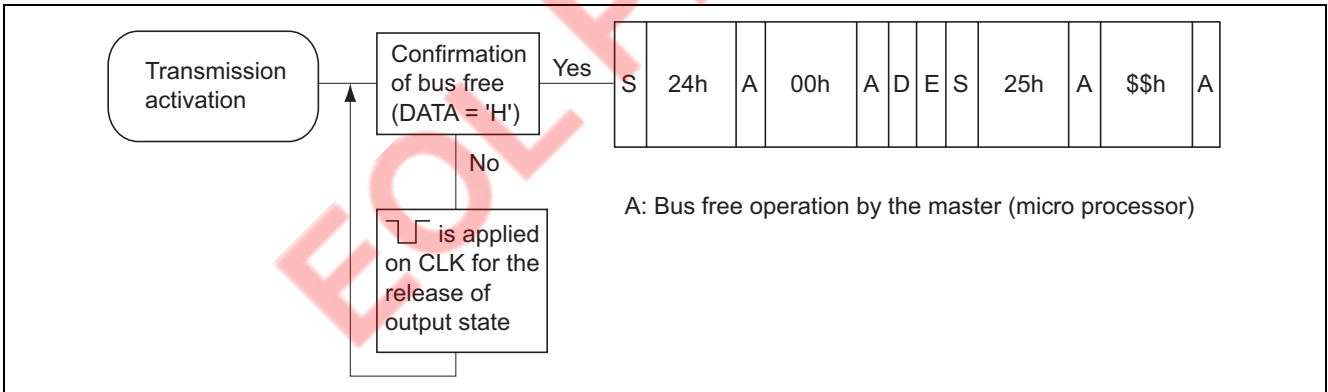 Transmission
activation
Confirmation
of bus free
(DATA = 'H')
Yes
No
is applied
on CLK for the
release of
output state
S 24h A 00h A D E S 25h A $$h A
A: Bus free operation by the master (micro processor)
EOL P